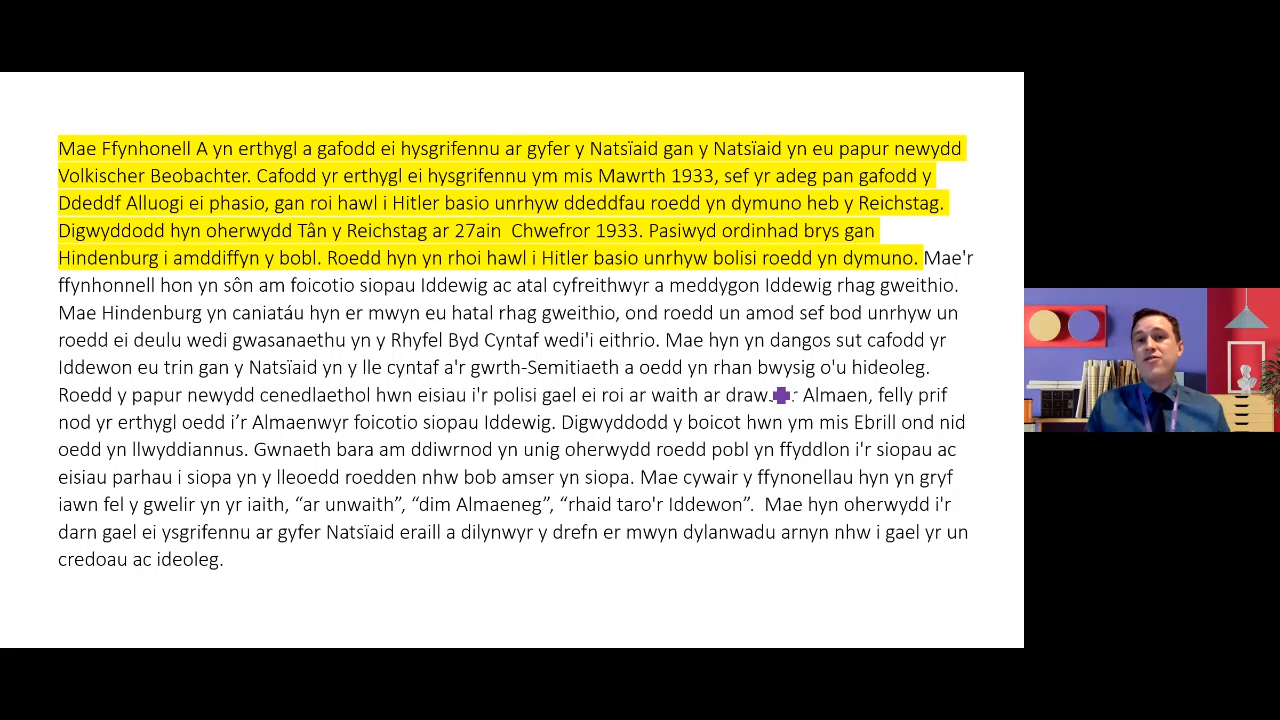 Mae Ffynhonell A yn erthygl a gafodd ei hysgrifennu ar gyfer y Natsïaid gan y Natsïaid yn eu papur newydd
Volkischer Beobachter. Cafodd yr erthygl ei hysgrifennu ym mis Mawrth 1933, sef yr adeg pan gafodd y
Ddeddf Alluogi ei phasio, gan roi hawl i Hitler basio unrhyw ddeddfau roedd yn dymuno heb y Reichstag.
Digwyddodd hyn oherwydd Tân y Reichstag ar 27ain  Chwefror 1933. Pasiwyd ordinhad brys gan
Hindenburg i amddiffyn y bobl. Roedd hyn yn rhoi hawl i Hitler basio unrhyw bolisi roedd yn dymuno. Mae'r
ffynhonnell hon yn sôn am foicotio siopau Iddewig ac atal cyfreithwyr a meddygon Iddewig rhag gweithio.
Mae Hindenburg yn caniatáu hyn er mwyn eu hatal rhag gweithio, ond roedd un amod sef bod unrhyw un
roedd ei deulu wedi gwasanaethu yn y Rhyfel Byd Cyntaf wedi'i eithrio. Mae hyn yn dangos sut cafodd yr
Iddewon eu trin gan y Natsïaid yn y lle cyntaf a'r gwrth-Semitiaeth a oedd yn rhan bwysig o'u hideoleg.
Roedd y papur newydd cenedlaethol hwn eisiau i'r polisi gael ei roi ar waith ar draw Almaen, felly prif
nod yr erthygl oedd i’r Almaenwyr foicotio siopau Iddewig. Digwyddodd y boicot hwn ym mis Ebrill ond nid
oedd yn llwyddiannus. Gwnaeth bara am ddiwrnod yn unig oherwydd roedd pobl yn ffyddlon i'r siopau ac
eisiau parhau i siopa yn y lleoedd roedden nhw bob amser yn siopa. Mae cywair y ffynonellau hyn yn gryf
iawn fel y gwelir yn yr iaith, “ar unwaith”, “dim Almaeneg”, “rhaid taro'r Iddewon”.  Mae hyn oherwydd i'r
darn gael ei ysgrifennu ar gyfer Natsïaid eraill a dilynwyr y drefn er mwyn dylanwadu arnyn nhw i gael yr un
credoau ac ideoleg.